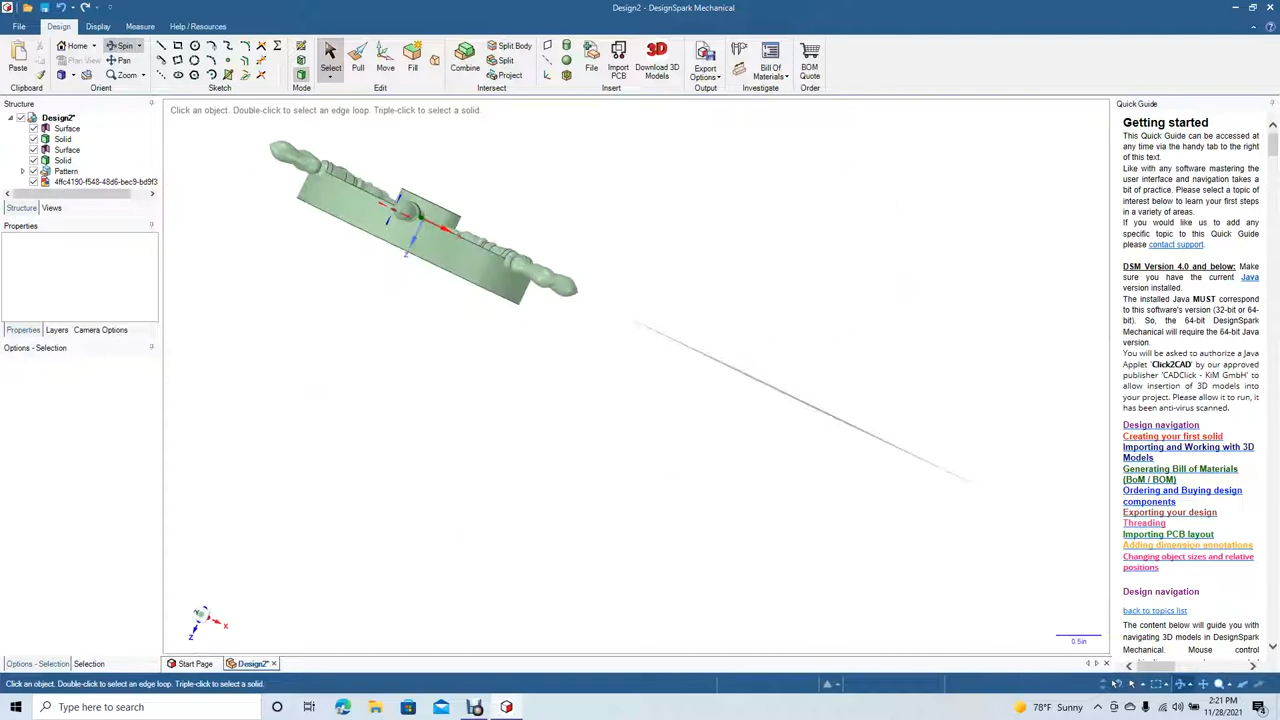 Design2 - DesignSpark Mechanical
File Design Display Measure Help / Resources
Paste
Home
Plan View
Spin
Pan
Zoom
Select
Pull
Move
Fill
Combine
Split Body
Split
Project
File
Import PCB
Download 3D Models
Export Options
Bill Of Materials
BOM Quote
Clipboard Orient Sketch Mode Edit Intersect Insert Output Investigate Order
Structure
Design2*
Surface
Solid
Surface
Solid
Pattern
4ffc4190-f548-48d6-bec9-bd9f3
Structure Views
Properties
Properties Layers Camera Options
Options - Selection
Options - Selection Selection
Click an object. Double-click to select an edge loop. Triple-click to select a solid.
Z
X
Z
0.5in
Start Page Design2*
Quick Guide
Getting started
This Quick Guide can be accessed at
any time via the handy tab to the right
of this text.
Like with any software mastering the
user interface and navigation takes a
bit of practice. Please select a topic of
interest below to learn your first steps
in a variety of areas.
If you would like us to add any
specific topic to this Quick Guide
please contact support.
DSM Version 4.0 and below: Make
sure you have the current Java
version installed.
The installed Java MUST correspond
to this software's version (32-bit or 64-
bit). So, the 64-bit DesignSpark
Mechanical will require the 64-bit Java
version.
You will be asked to authorize a Java
Applet 'Click2CAD' by our approved
publisher 'CADClick - KiM GmbH' to
allow insertion of 3D models into
your project. Please allow it to run, it
has been anti-virus scanned.
Design navigation
Creating your first solid
Importing and Working with 3D
Models
Generating Bill of Materials
(BoM / BOM)
Ordering and Buying design
components
Exporting your design
Threading
Importing PCB layout
Adding dimension annotations
Changing object sizes and relative
positions
Design navigation
back to topics list
The content below will guide you with
navigating 3D models in DesignSpark
Mechanical. Mouse control
Click an object. Double-click to select an edge loop. Triple-click to select a solid.
Type here to search
78°F Sunny
2:21 PM
11/28/2021
4